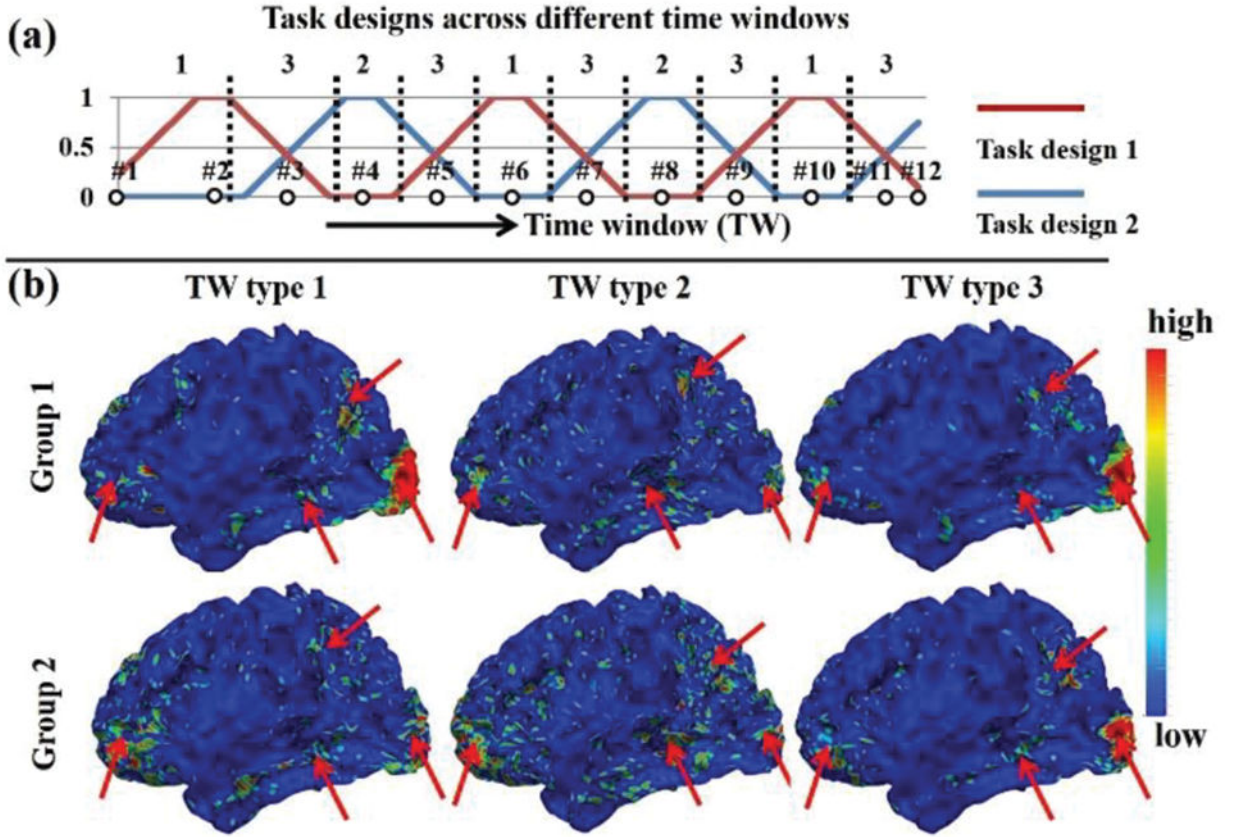 (a)
Task designs across different time windows
1 3 2 3 1 3 2 3 1 3
1
0.5
0
#1 #2 #3 #4 #5 #6 #7 #8 #9 #10 #11 #12
Time window (TW)
Task design 1
Task design 2
(b)
TW type 1 TW type 2 TW type 3
high
Group 1
Group 2
low